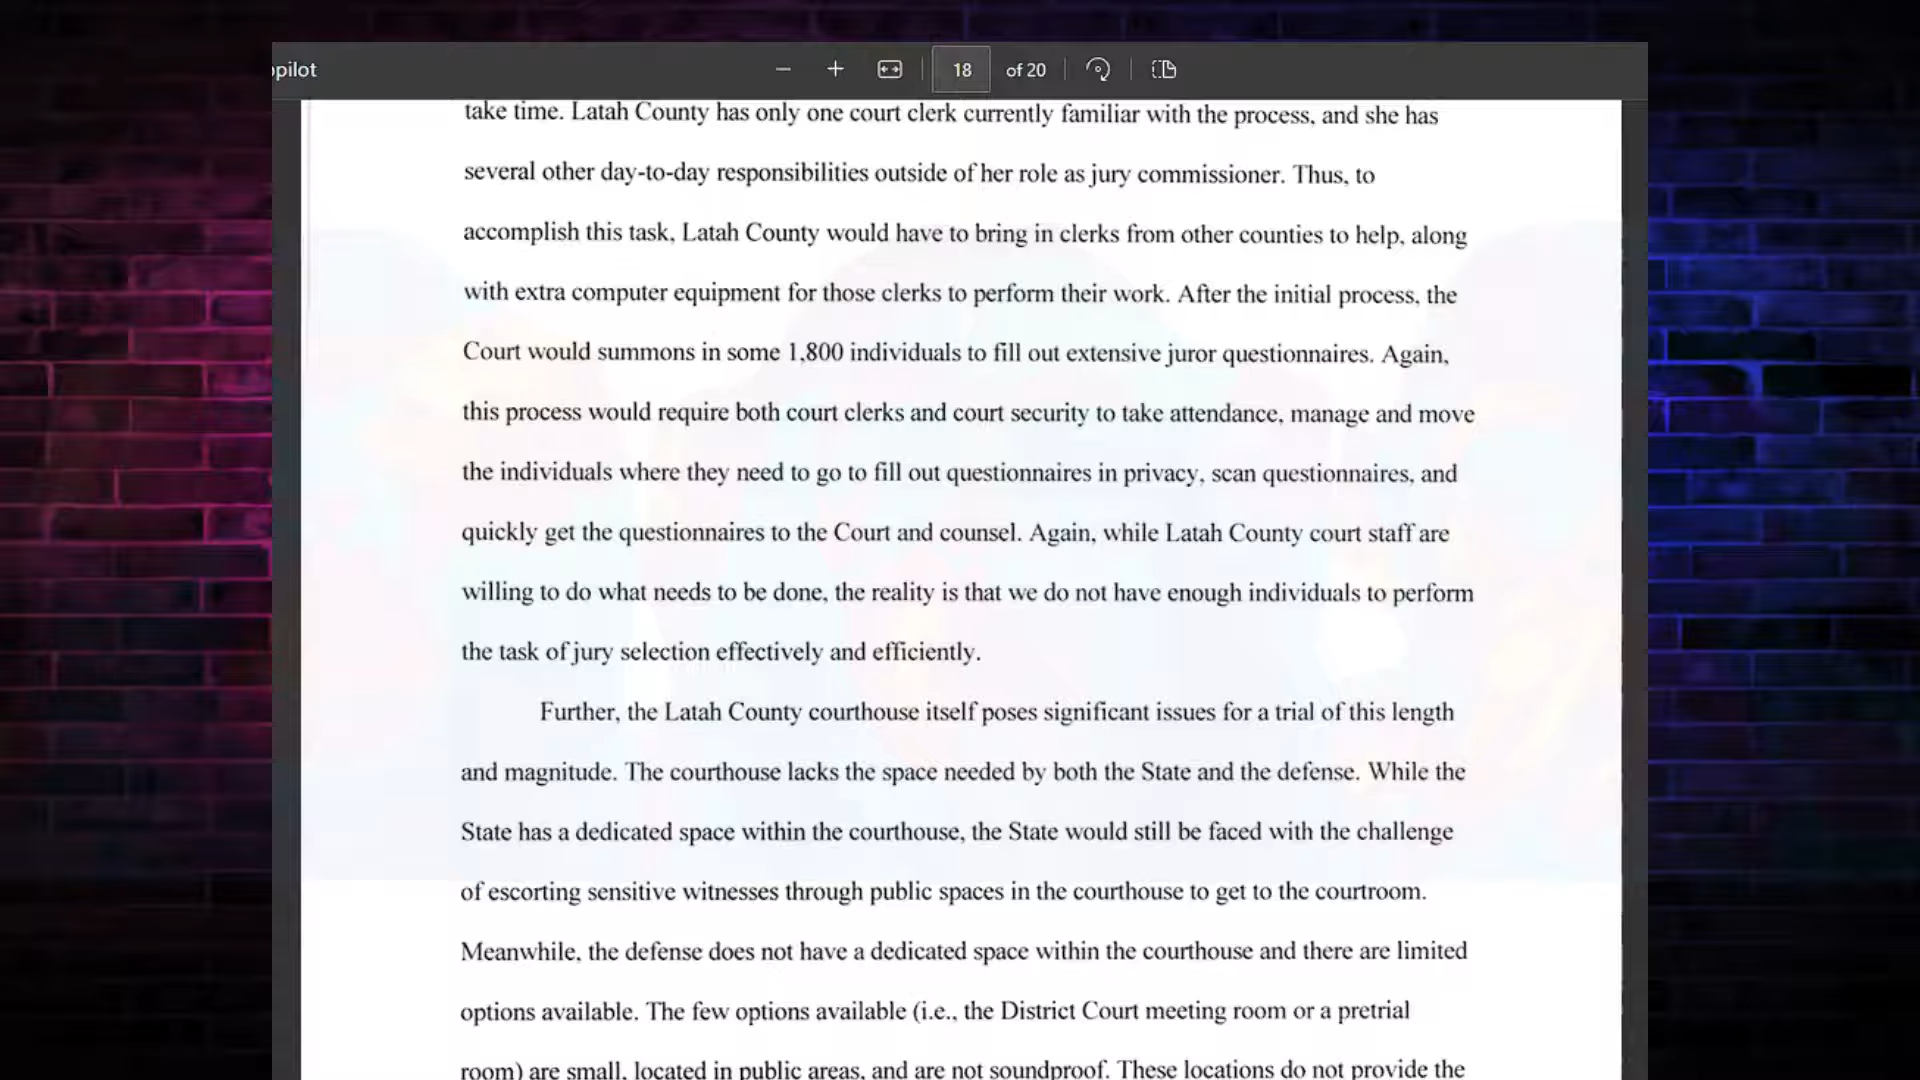 pilot
18 of 20
take time. Latah County has only one court clerk currently familiar with the process, and she has
several other day-to-day responsibilities outside of her role as jury commissioner. Thus, to
accomplish this task, Latah County would have to bring in clerks from other counties to help, along
with extra computer equipment for those clerks to perform their work. After the initial process, the
Court would summons in some 1,800 individuals to fill out extensive juror questionnaires. Again,
this process would require both court clerks and court security to take attendance, manage and move
the individuals where they need to go to fill out questionnaires in privacy, scan questionnaires, and
quickly get the questionnaires to the Court and counsel. Again, while Latah County court staff are
willing to do what needs to be done, the reality is that we do not have enough individuals to perform
the task of jury selection effectively and efficiently.
Further, the Latah County courthouse itself poses significant issues for a trial of this length
and magnitude. The courthouse lacks the space needed by both the State and the defense. While the
State has a dedicated space within the courthouse, the State would still be faced with the challenge
of escorting sensitive witnesses through public spaces in the courthouse to get to the courtroom.
Meanwhile, the defense does not have a dedicated space within the courthouse and there are limited
options available. The few options available (i.e., the District Court meeting room or a pretrial
room) are small, located in public areas, and are not soundproof. These locations do not provide the